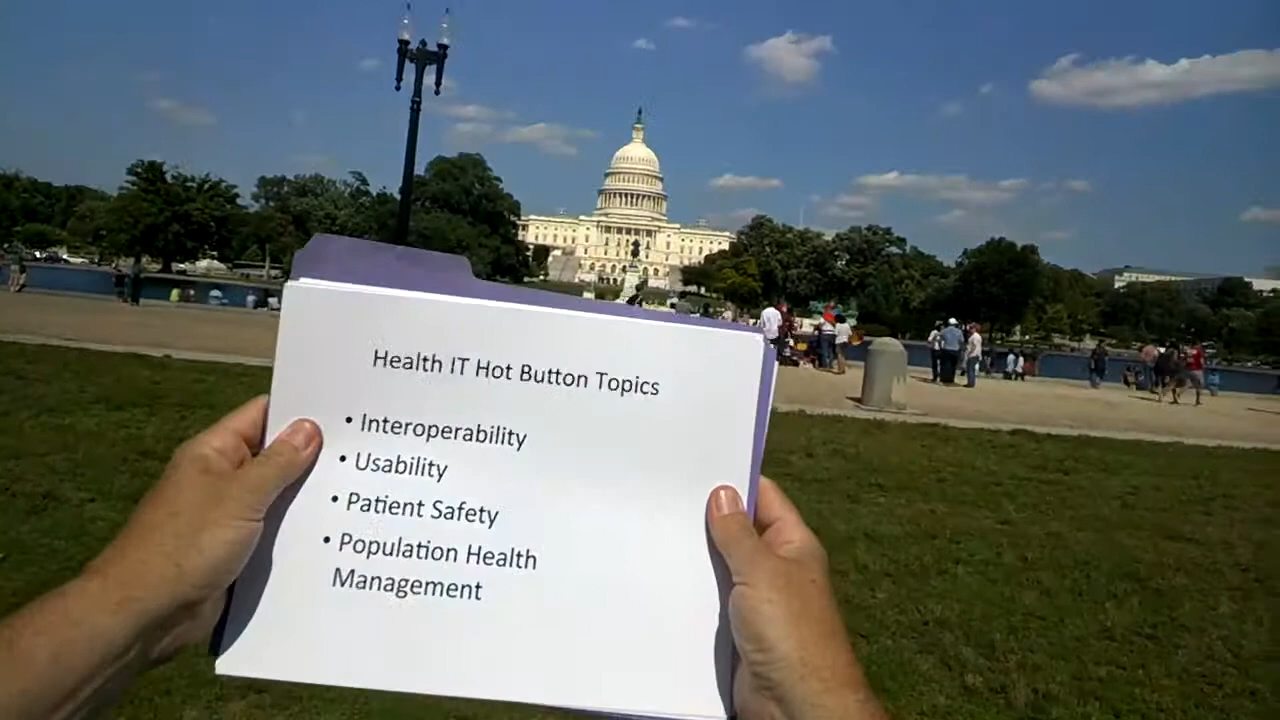 Health IT Hot Button Topics
• Interoperability
• Usability
• Patient Safety
• Population Health
Management